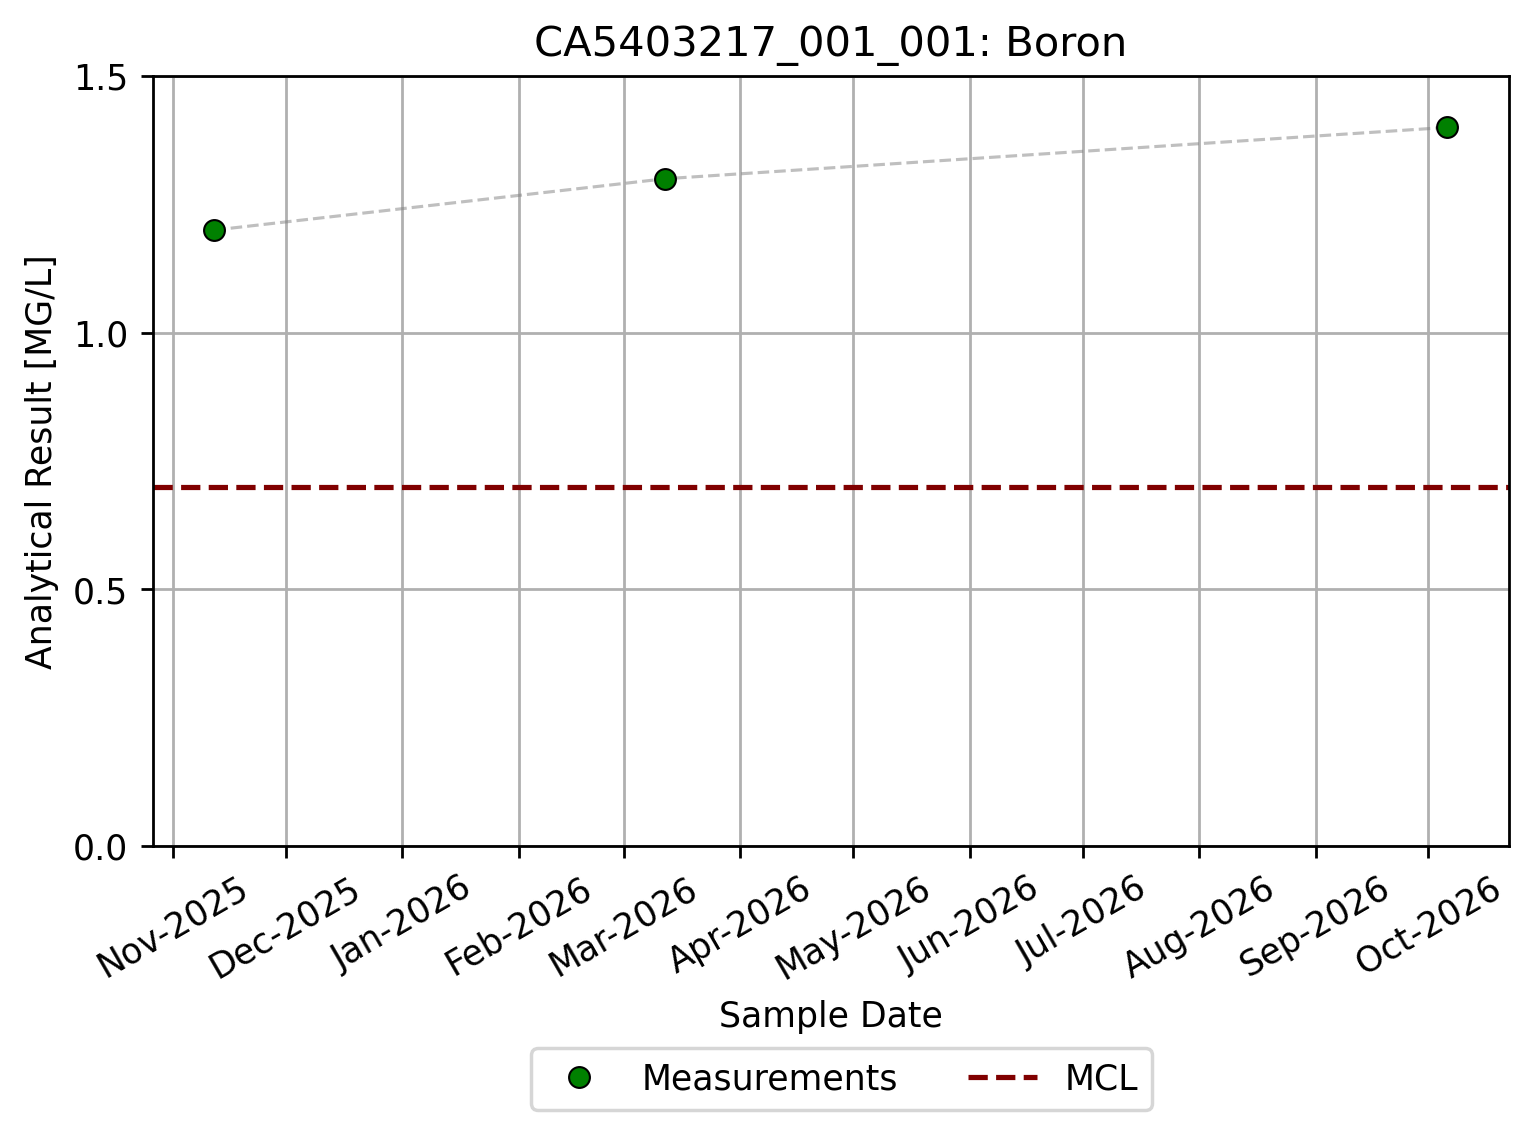 CA5403217_001_001: Boron
Analytical Result [MG/L]
1.5
1.0
0.5
0.0
Nov-2025
Dec-2025
Jan-2026
Feb-2026
Mar-2026
Apr-2026
May-2026
Jun-2026
Jul-2026
Aug-2026
Sep-2026
Oct-2026
Sample Date
Measurements
MCL